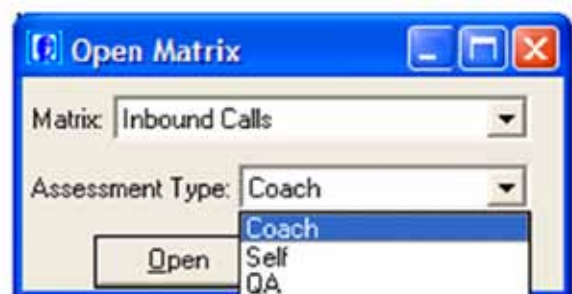 Open Matrix
Matrix: Inbound Calls
Assessment Type: Coach
Coach
Open Self
QA